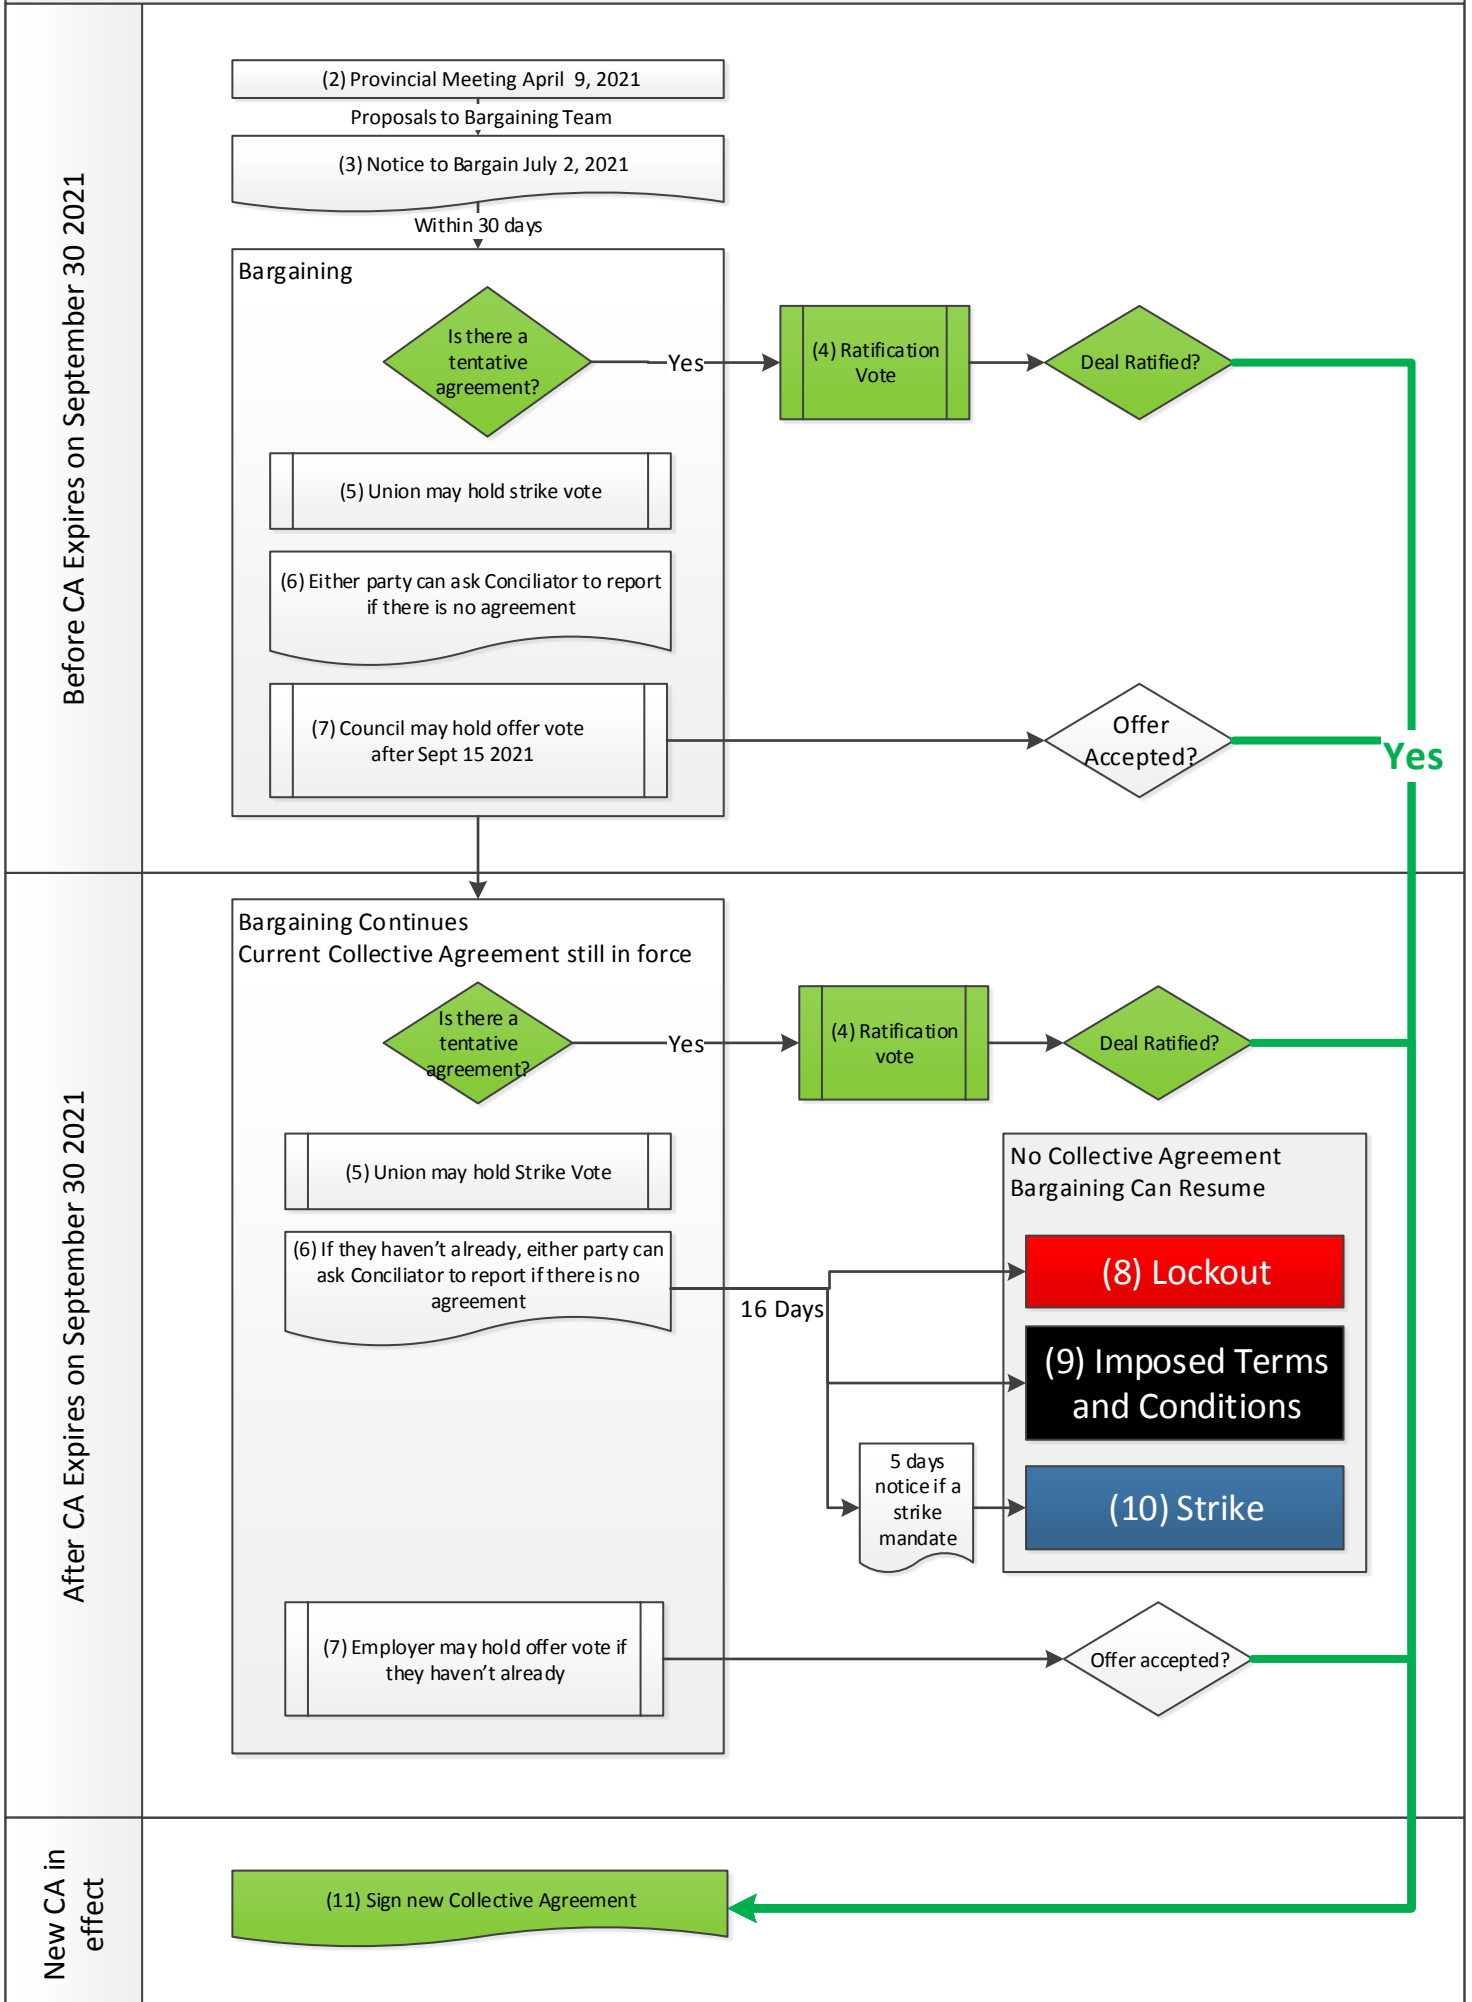 Before CA Expires on September 30 2021
(2) Provincial Meeting April 9, 2021
Proposals to Bargaining Team
(3) Notice to Bargain July 2, 2021
Within 30 days
Bargaining
Is there a
tentative
agreement?
Yes
(4) Ratification
Vote
Deal Ratified?
(5) Union may hold strike vote
(6) Either party can ask Conciliator to report
if there is no agreement
(7) Council may hold offer vote
after Sept 15 2021
Offer
Accepted?
Yes
After CA Expires on September 30 2021
Bargaining Continues
Current Collective Agreement still in force
Is there a
tentative
agreement?
Yes
(4) Ratification
vote
Deal Ratified?
(5) Union may hold Strike Vote
(6) If they haven't already, either party can
ask Conciliator to report if there is no
agreement
16 Days
No Collective Agreement
Bargaining Can Resume
(8) Lockout
(9) Imposed Terms
and Conditions
5 days
notice if a
strike
mandate
(10) Strike
(7) Employer may hold offer vote if
they haven't already
Offer accepted?
New CA in
effect
(11) Sign new Collective Agreement